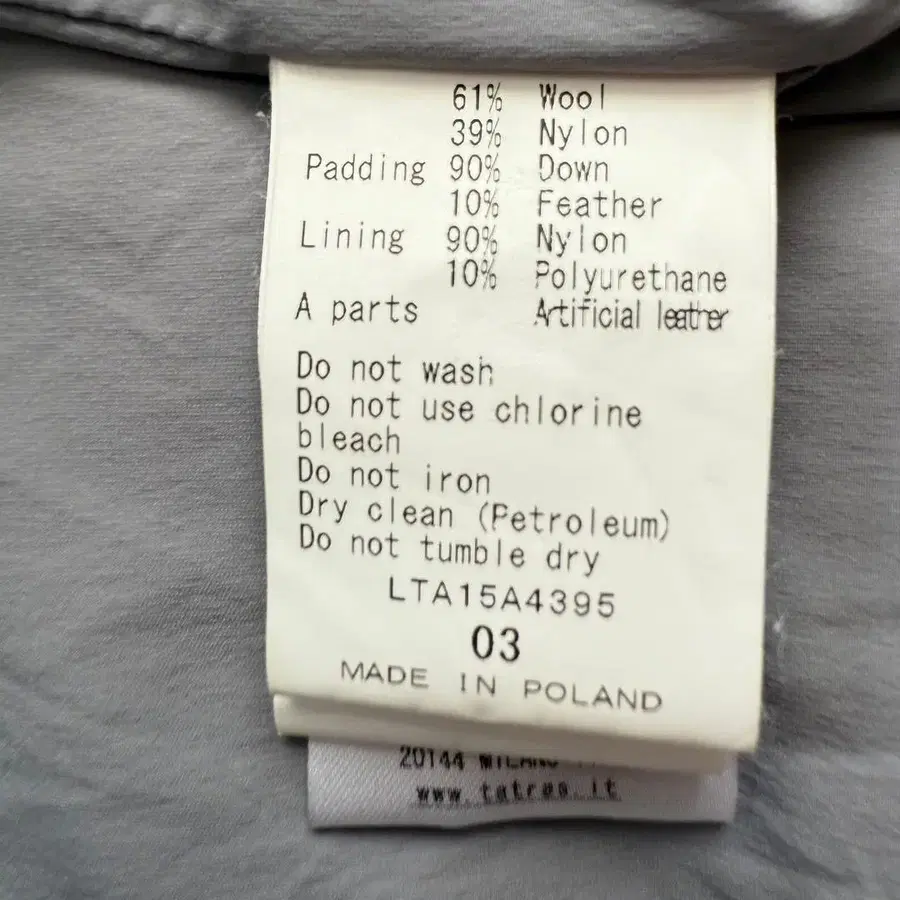 61% Wool
39% Nylon
Padding 90% Down
10% Feather
Lining 90% Nylon
10% Polyurethane
A parts Artificial leather
Do not wash
Do not use chlorine
bleach
Do not iron
Dry clean (Petroleum)
Do not tumble dry
LTA15A4395
03
MADE IN POLAND
20144 MILANO
www.tatras.it